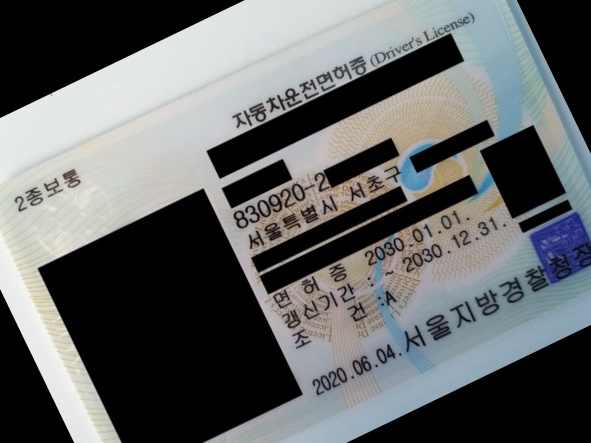 자동차운전면허증 (Driver's License)
2종보통
830920-2
서울특별시 서초구
면 허 증 2030.01.01.
갱신기간 : 2030.12.31.
조 건 :A
2020.06.04. 서울지방경찰청장